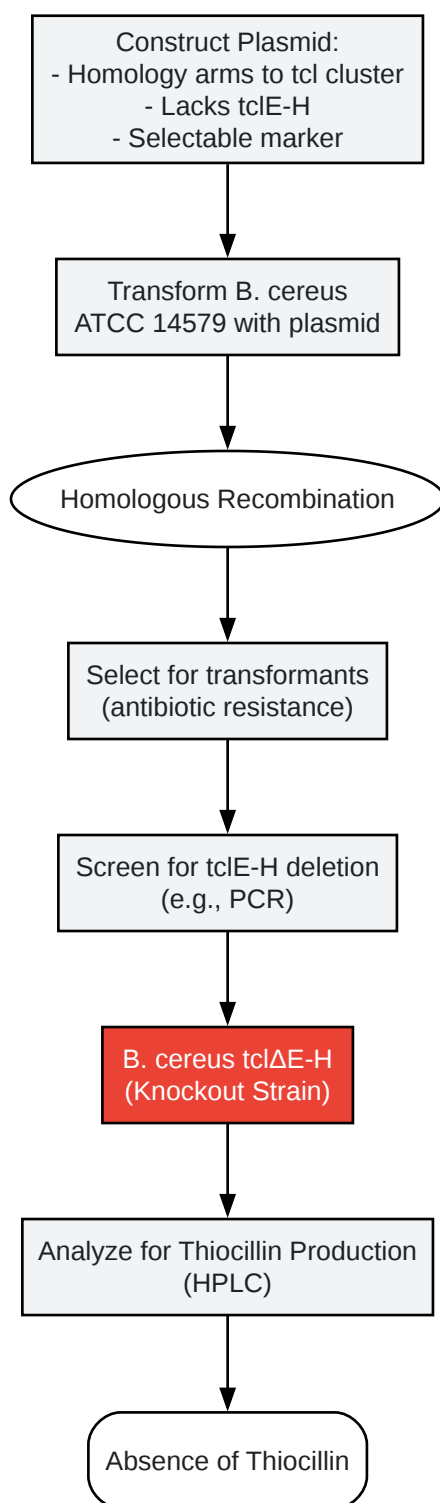 Construct Plasmid:
- Homology arms to tcl cluster
- Lacks tclE-H
- Selectable marker
Transform B. cereus
ATCC 14579 with plasmid
Homologous Recombination
Select for transformants
(antibiotic resistance)
Screen for tclE-H deletion
(e.g., PCR)
B. cereus tclΔE-H
(Knockout Strain)
Analyze for Thiocillin Production
(HPLC)
Absence of Thiocillin